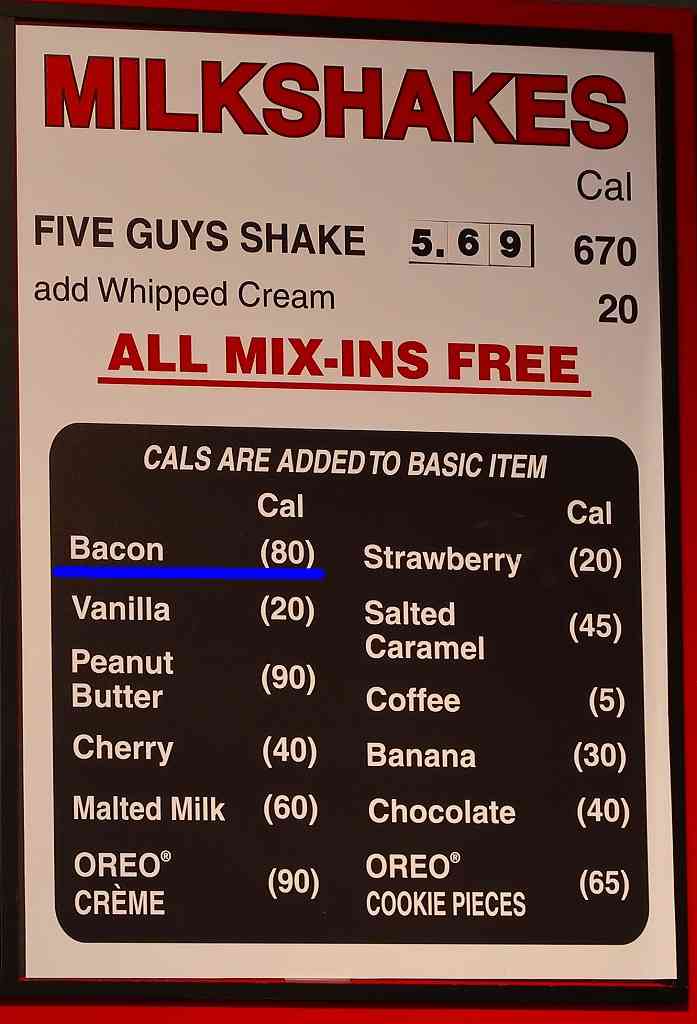 MILKSHAKES
Cal
FIVE GUYS SHAKE 5.69 670
add Whipped Cream 20
ALL MIX-INS FREE
CALS ARE ADDED TO BASIC ITEM
Cal
Bacon (80)
Vanilla (20)
Peanut
Butter (90)
Cherry (40)
Malted Milk (60)
OREO®
CRÈME (90)
Cal
Strawberry (20)
Salted
Caramel (45)
Coffee (5)
Banana (30)
Chocolate (40)
OREO®
COOKIE PIECES (65)